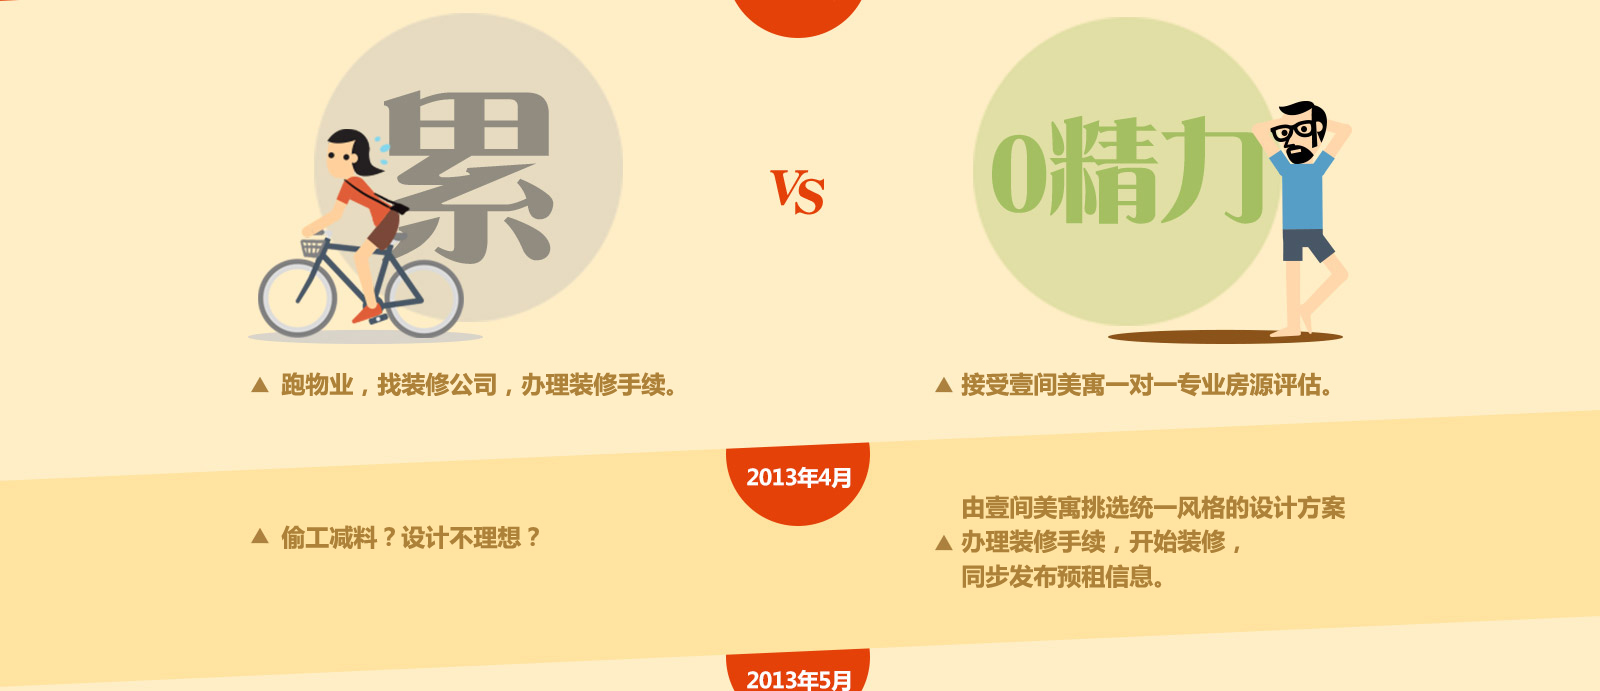 累
VS
0精力
▲ 跑物业，找装修公司，办理装修手续。
▲ 接受壹间美寓一对一专业房源评估。
2013年4月
▲ 偷工减料？设计不理想？
由壹间美寓挑选统一风格的设计方案
▲ 办理装修手续，开始装修，
同步发布预租信息。
2013年5月